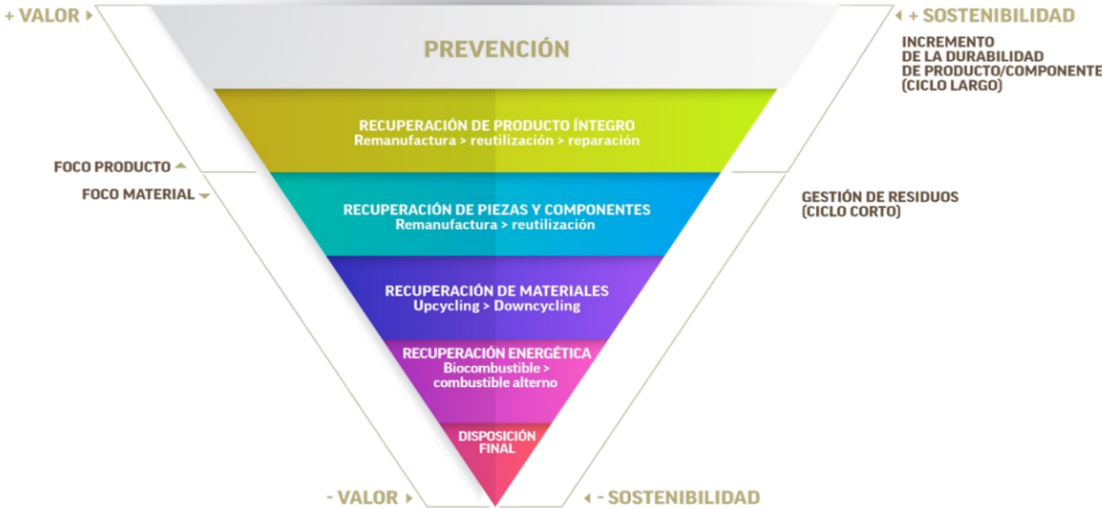 + VALOR
+ SOSTENIBILIDAD
PREVENCIÓN
INCREMENTO
DE LA DURABILIDAD
DE PRODUCTO/COMPONENTE
(CICLO LARGO)
RECUPERACIÓN DE PRODUCTO ÍNTEGRO
Remanufactura > reutilización > reparación
FOCO PRODUCTO
FOCO MATERIAL
GESTIÓN DE RESIDUOS
(CICLO CORTO)
RECUPERACIÓN DE PIEZAS Y COMPONENTES
Remanufactura > reutilización
RECUPERACIÓN DE MATERIALES
Upcycling > Downcycling
RECUPERACIÓN ENERGÉTICA
Biocombustible >
combustible alterno
DISPOSICIÓN
FINAL
- VALOR
- SOSTENIBILIDAD